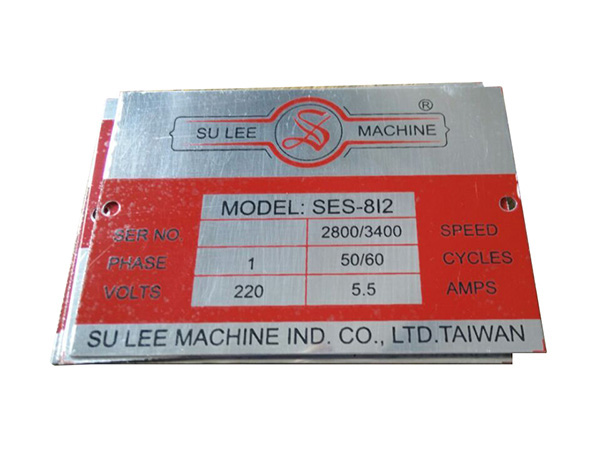 ®
SU LEE S MACHINE
MODEL: SES-8I2
SER NO 2800/3400 SPEED
PHASE 1 50/60 CYCLES
VOLTS 220 5.5 AMPS
SU LEE MACHINE IND. CO., LTD.TAIWAN